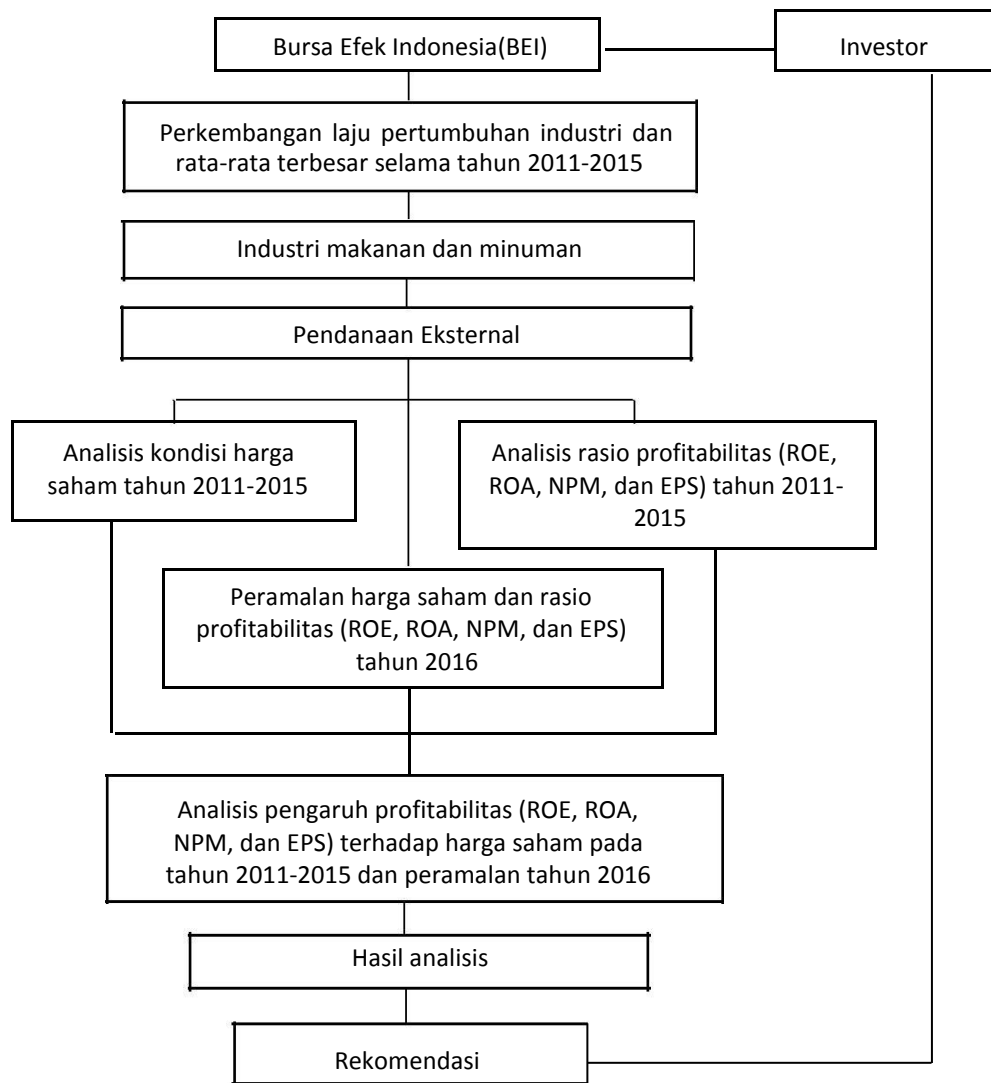 Bursa Efek Indonesia(BEI)
Investor
Perkembangan laju pertumbuhan industri dan
rata-rata terbesar selama tahun 2011-2015
Industri makanan dan minuman
Pendanaan Eksternal
Analisis kondisi harga
saham tahun 2011-2015
Analisis rasio profitabilitas (ROE,
ROA, NPM, dan EPS) tahun 2011-
2015
Peramalan harga saham dan rasio
profitabilitas (ROE, ROA, NPM, dan EPS)
tahun 2016
Analisis pengaruh profitabilitas (ROE, ROA,
NPM, dan EPS) terhadap harga saham pada
tahun 2011-2015 dan peramalan tahun 2016
Hasil analisis
Rekomendasi